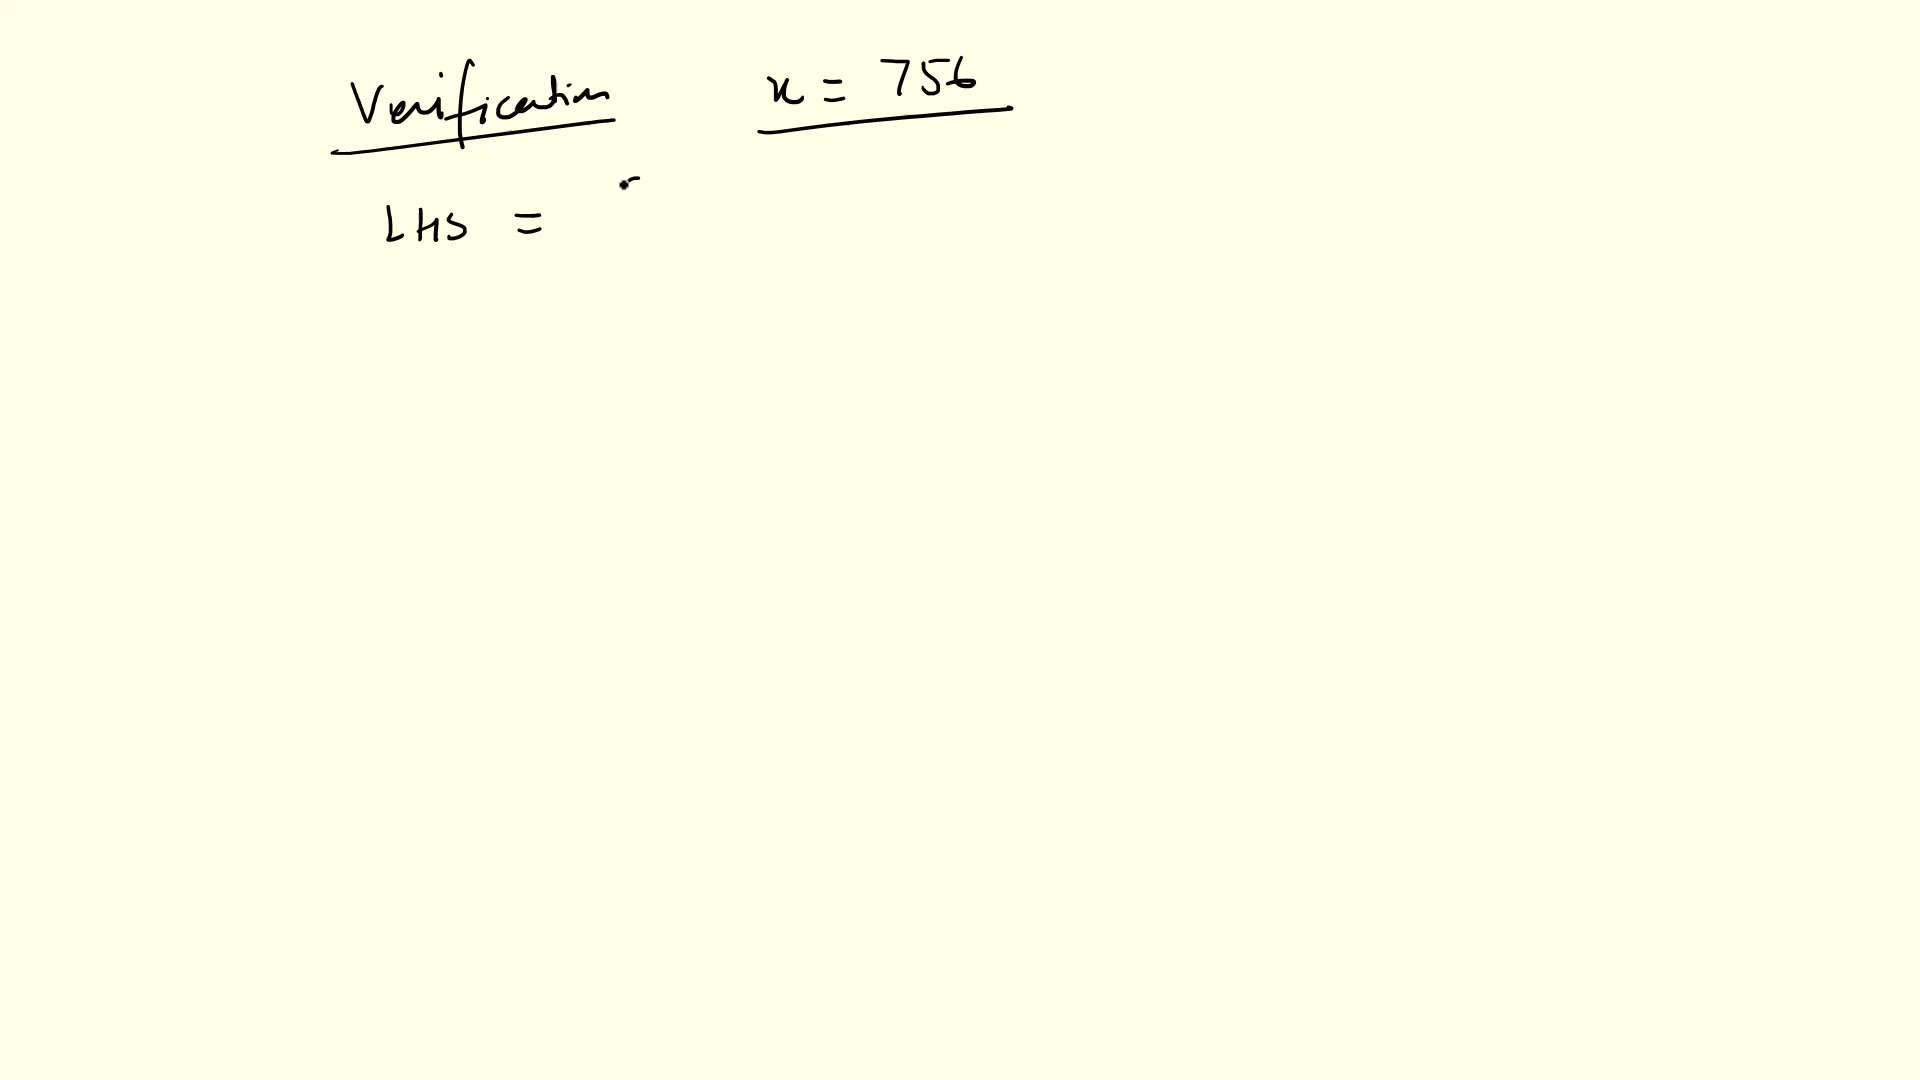 Verification x = 756
LHS =